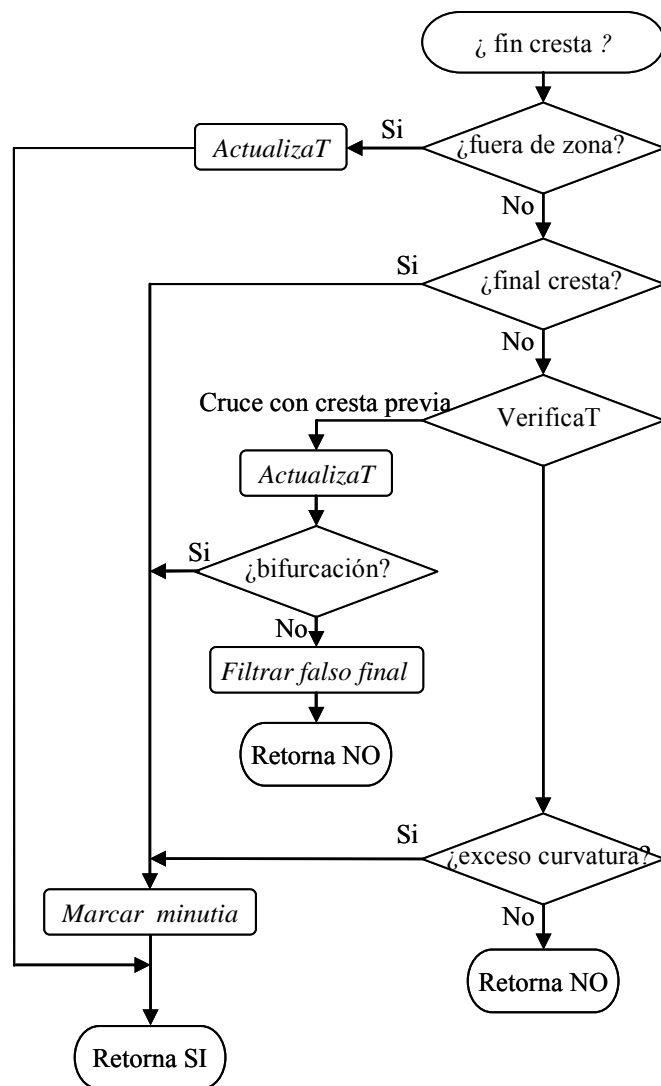 ¿ fin cresta ?
Si
ActualizaT
¿fuera de zona?
No
Si
¿final cresta?
No
Cruce con cresta previa
VerificaT
ActualizaT
Si
¿bifurcación?
No
Filtrar falso final
Retorna NO
Si
¿exceso curvatura?
Marcar minutia
No
Retorna NO
Retorna SI